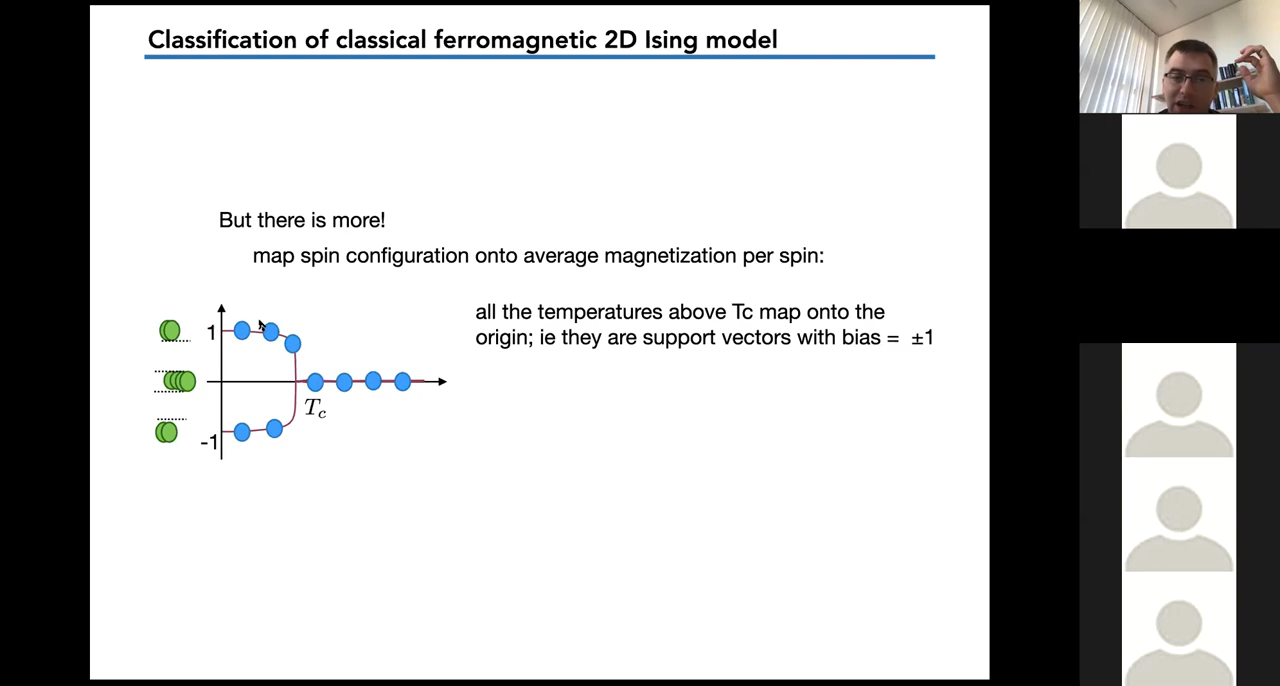 Classification of classical ferromagnetic 2D Ising model
But there is more!
map spin configuration onto average magnetization per spin:
all the temperatures above Tc map onto the
origin; ie they are support vectors with bias = ±1
1
T_c
-1